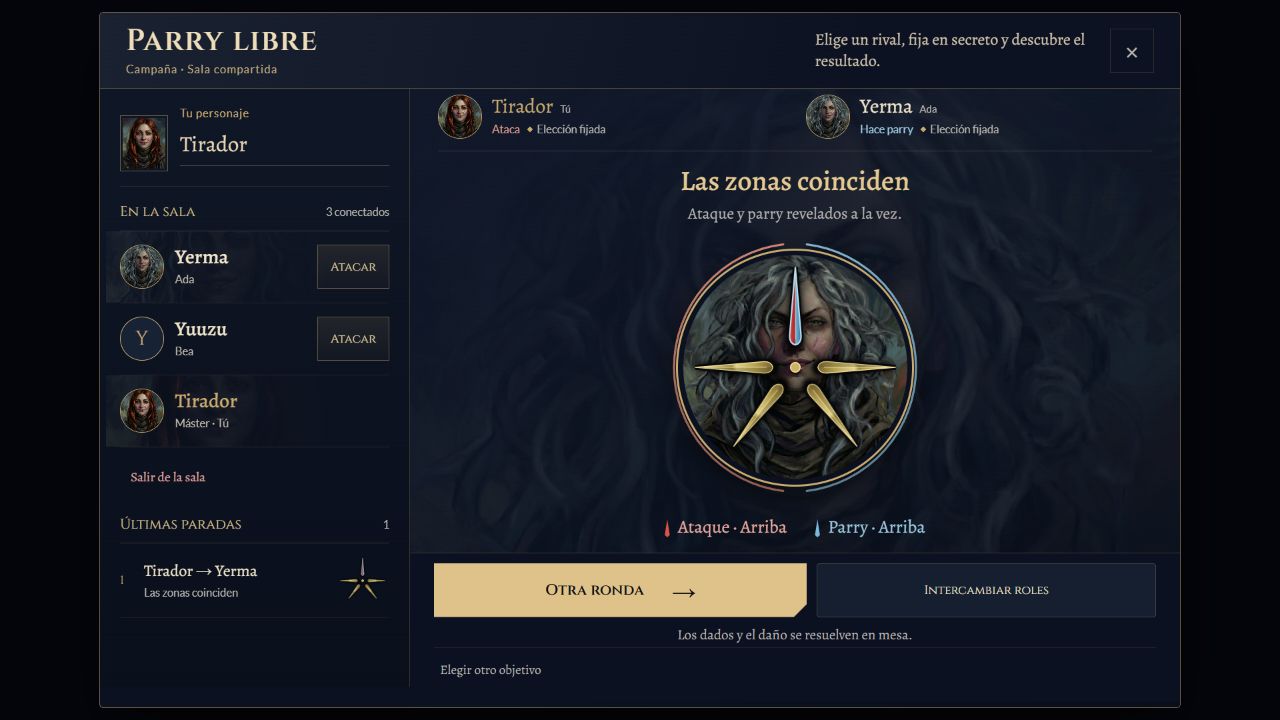 Parry libre
Campaña · Sala compartida
Elige un rival, fija en secreto y descubre el
resultado.
×
Tu personaje
Tirador
En la sala
3 conectados
Yerma
Ada
Atacar
Y
Yuuzu
Bea
Atacar
Tirador
Máster · Tú
Salir de la sala
Últimas paradas
1
1
Tirador → Yerma
Las zonas coinciden
Tirador Tú
Ataca ◆ Elección fijada
Yerma Ada
Hace parry ◆ Elección fijada
Las zonas coinciden
Ataque y parry revelados a la vez.
Ataque · Arriba
Parry · Arriba
Otra ronda →
Intercambiar roles
Los dados y el daño se resuelven en mesa.
Elegir otro objetivo